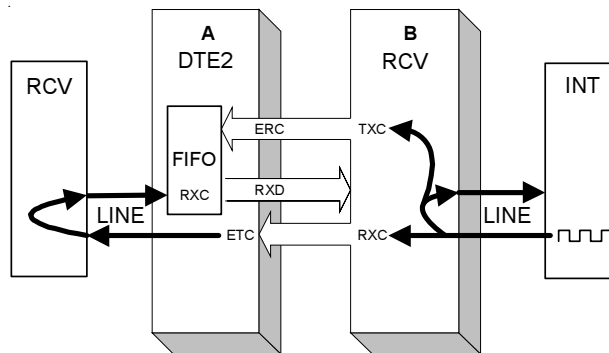 A
B
RCV
DTE2
RCV
INT
ERC
TXC
FIFO
RXC
RXD
LINE
LINE
ETC
RXC